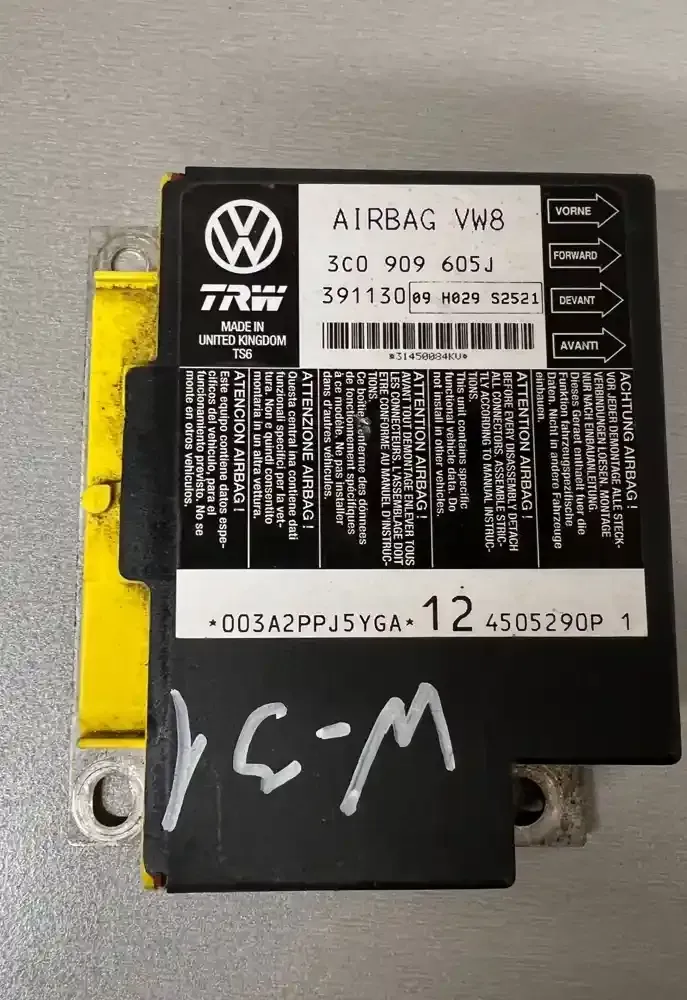 AIRBAG VW8
3C0 909 605J
391130 09 H029 S2521
*31450084KV*
TRW
MADE IN
UNITED KINGDOM
TS6
VORNE
FORWARD
DEVANT
AVANTI
ACHTUNG AIRBAG !
VOR JEDER DEMONTAGE ALLE STECK-
VERBINDUNGEN LOESEN. MONTAGE
NUR NACH REP.ANLEITUNG.
Dieses Geraet enthaelt fuer die
Funktion fahrzeugspezifische
Daten. Nicht in andere Fahrzeuge
einbauen.
ATTENTION AIRBAG !
BEFORE EVERY DISASSEMBLY DETACH
ALL CONNECTORS. ASSEMBLE STRIC-
TLY ACCORDING TO MANUAL INSTRUC-
TIONS.
This unit contains specific
functional vehicle data. Do
not install in other vehicles.
ATTENTION AIRBAG !
AVANT TOUT DEMONTAGE ENLEVER TOUS
LES CONNECTEURS. L'ASSEMBLAGE DOIT
ETRE CONFORME AU MANUEL D'INSTRUC-
TIONS.
Ce boitier renferme des données
de fonctionnement spécifiques
à contrôle. Ne pas installer
dans d'autres véhicules.
ATTENZIONE AIRBAG !
Questa centralina contiene dati
funzionali specifici per la vet-
tura. Non è quindi consentito
montarla in un altra vettura.
ATENCION AIRBAG !
Este equipo contiene datos espe-
cíficos del vehículo, para el
funcionamiento previsto. No se
monte en otros vehículos.
*003A2PPJ5YGA* 12 4505290P 1
W-31